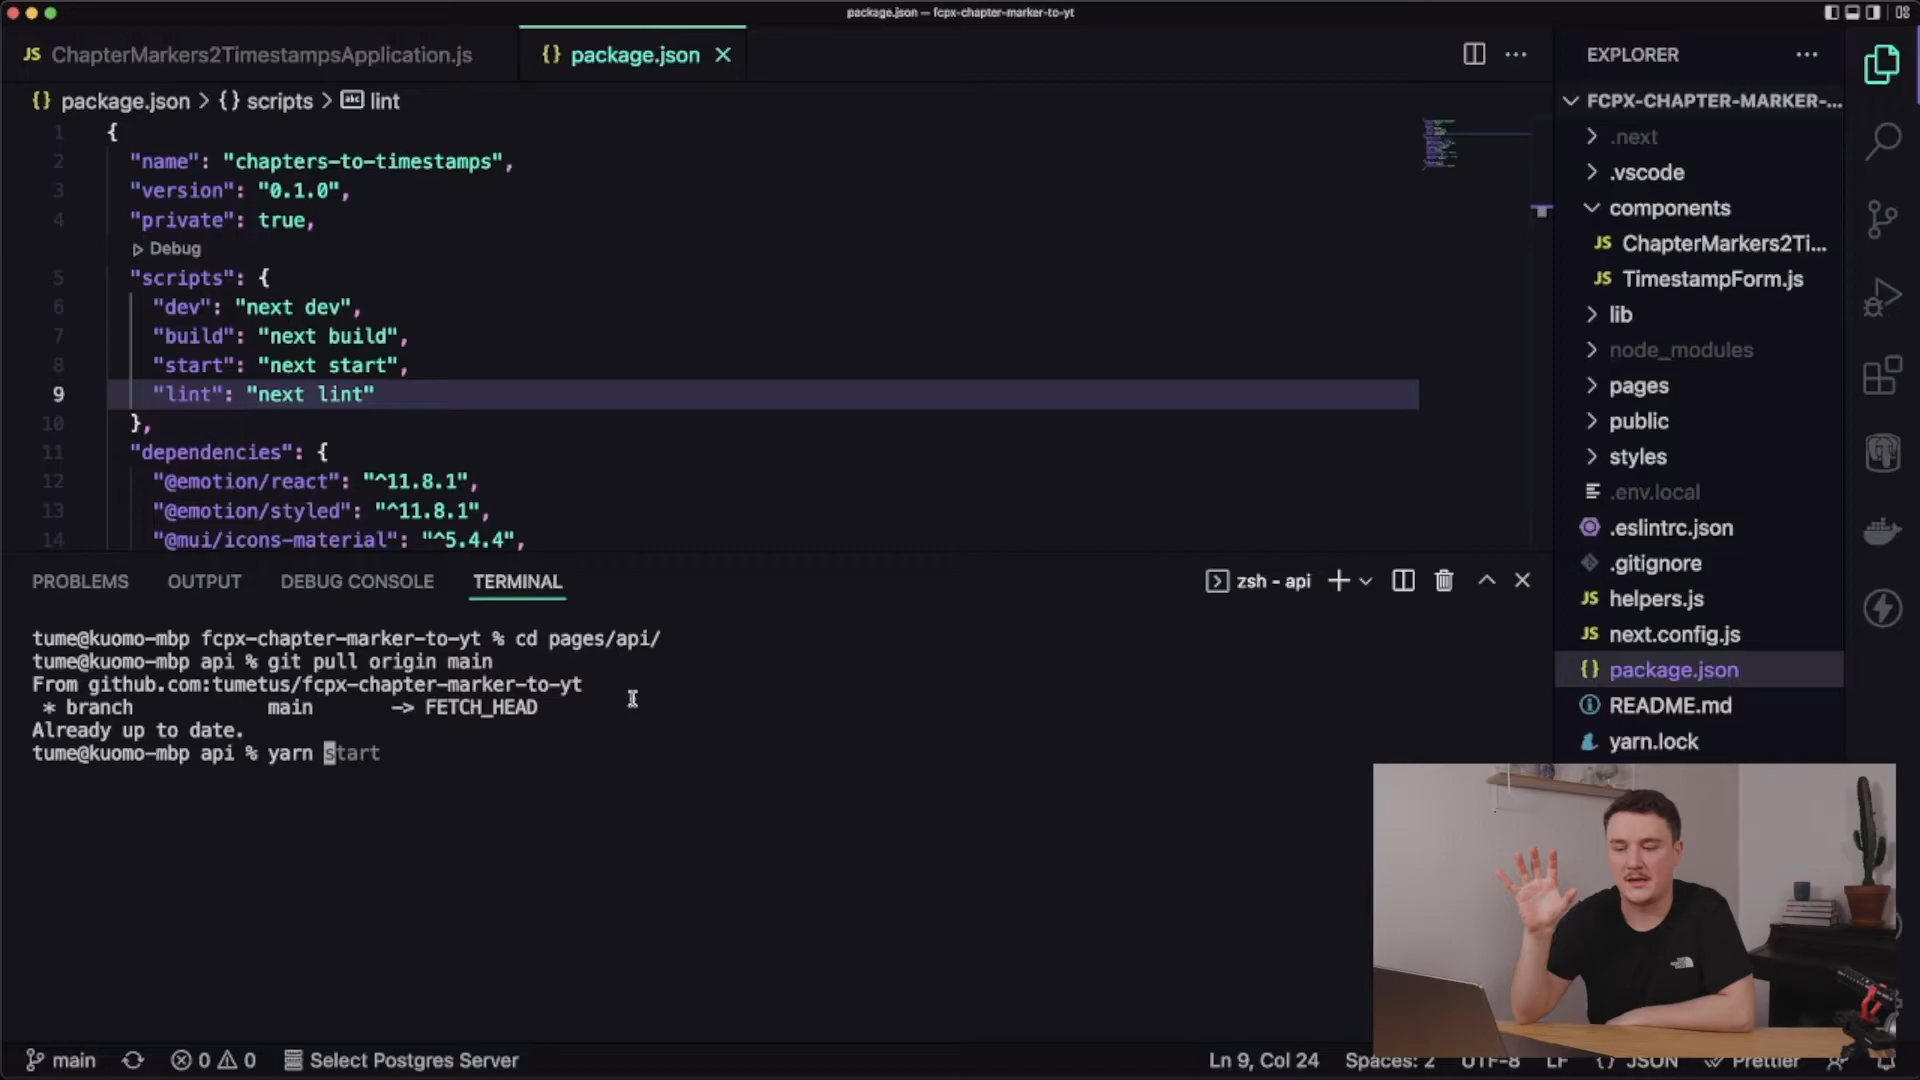 package.json — fcpx-chapter-marker-to-yt
JS ChapterMarkers2TimestampsApplication.js
{} package.json
package.json > {} scripts > abc lint
1 {
2 "name": "chapters-to-timestamps",
3 "version": "0.1.0",
4 "private": true,
Debug
5 "scripts": {
6 "dev": "next dev",
7 "build": "next build",
8 "start": "next start",
9 "lint": "next lint"
10 },
11 "dependencies": {
12 "@emotion/react": "^11.8.1",
13 "@emotion/styled": "^11.8.1",
14 "@mui/icons-material": "^5.4.4",
PROBLEMS OUTPUT DEBUG CONSOLE TERMINAL
zsh - api
tume@kuomo-mbp fcpx-chapter-marker-to-yt % cd pages/api/
tume@kuomo-mbp api % git pull origin main
From github.com:tumetus/fcpx-chapter-marker-to-yt
* branch main -> FETCH_HEAD
Already up to date.
tume@kuomo-mbp api % yarn start
EXPLORER
FCPX-CHAPTER-MARKER-...
.next
.vscode
components
JS ChapterMarkers2Ti...
JS TimestampForm.js
lib
node_modules
pages
public
styles
.env.local
.eslintrc.json
.gitignore
JS helpers.js
JS next.config.js
{} package.json
README.md
yarn.lock
main 0 0 Select Postgres Server
Ln 9, Col 24 Spaces: 2 UTF-8 LF {} JSON Prettier